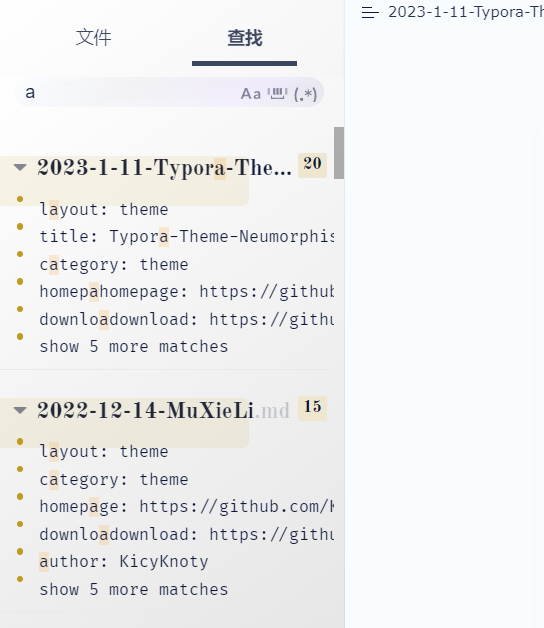 文件 查找
2023-1-11-Typora-Th
a Aa (.*)
2023-1-11-Typora-The... 20
layout: theme
title: Typora-Theme-Neumorphis
category: theme
homepahomepage: https://github
downloadownload: https://githu
show 5 more matches
2022-12-14-MuXieLi.md 15
layout: theme
category: theme
homepage: https://github.com/K
downloadownload: https://githu
author: KicyKnoty
show 5 more matches